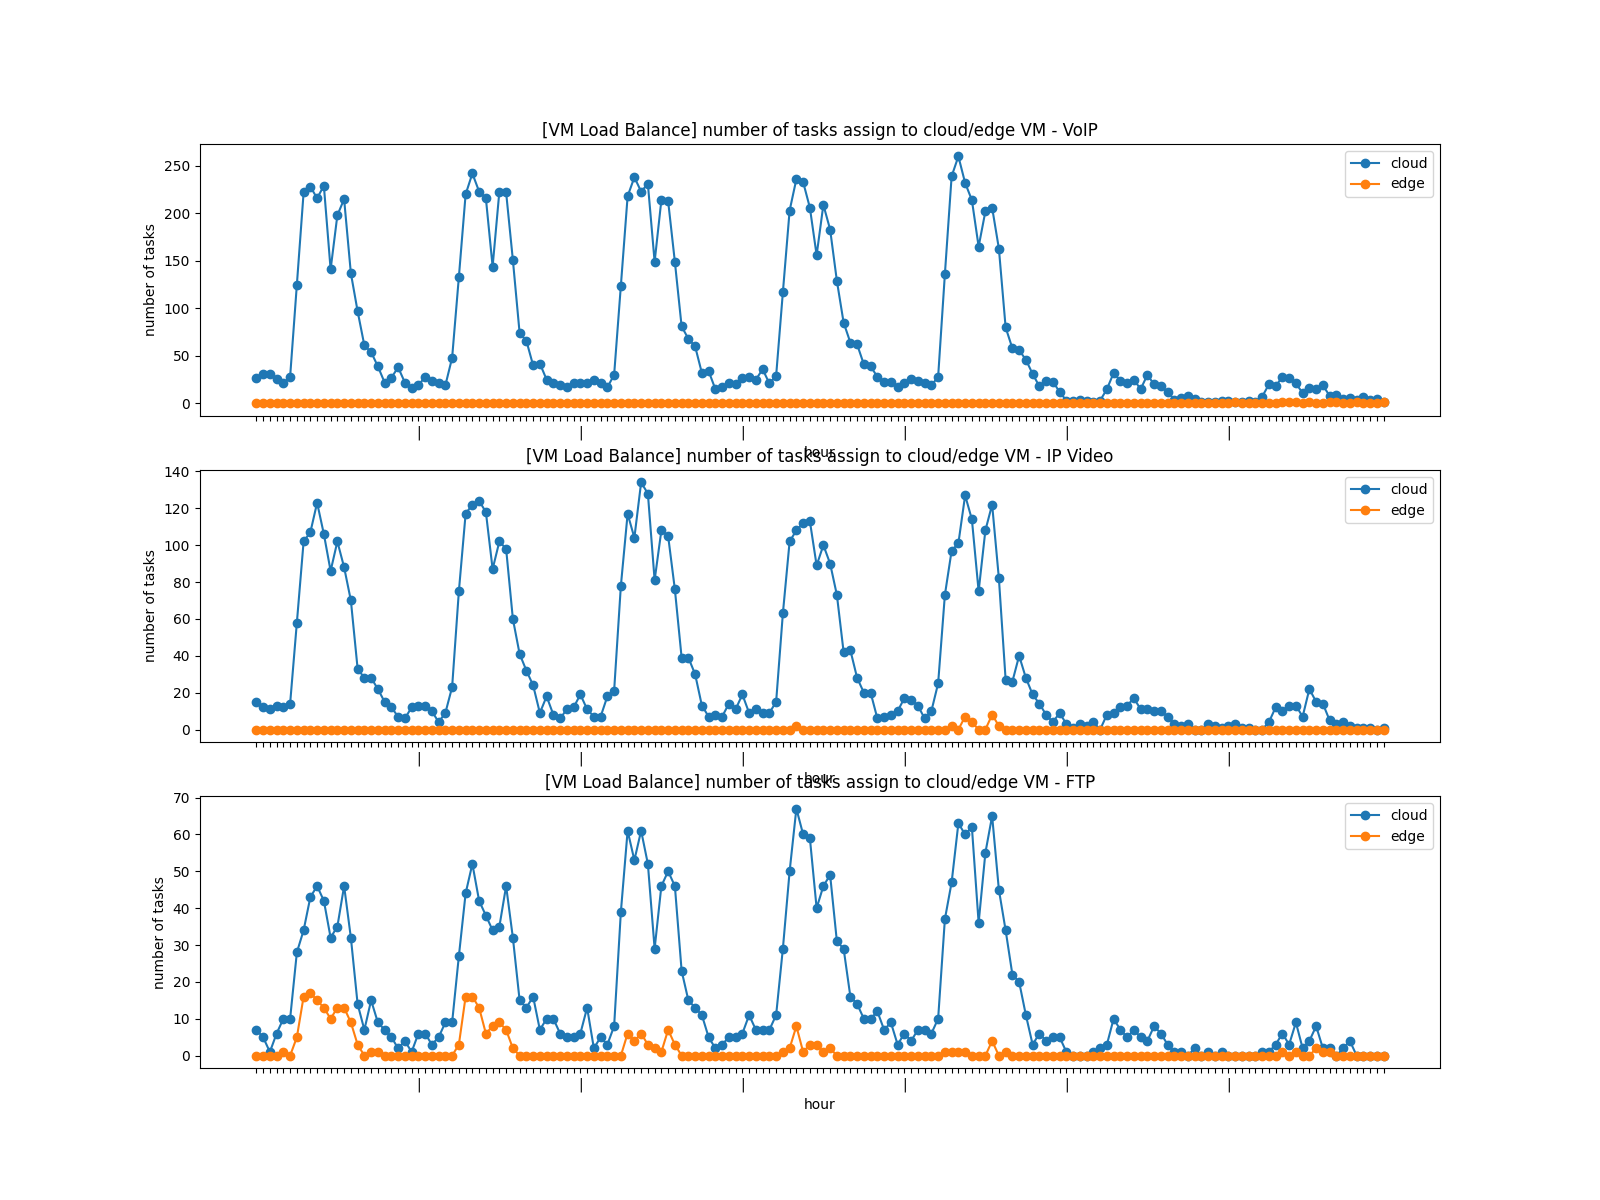 [VM Load Balance] number of tasks assign to cloud/edge VM - VoIP
cloud
edge
250
200
150
100
50
0
number of tasks
hour
[VM Load Balance] number of tasks assign to cloud/edge VM - IP Video
cloud
edge
140
120
100
80
60
40
20
0
number of tasks
hour
[VM Load Balance] number of tasks assign to cloud/edge VM - FTP
cloud
edge
70
60
50
40
30
20
10
0
number of tasks
hour